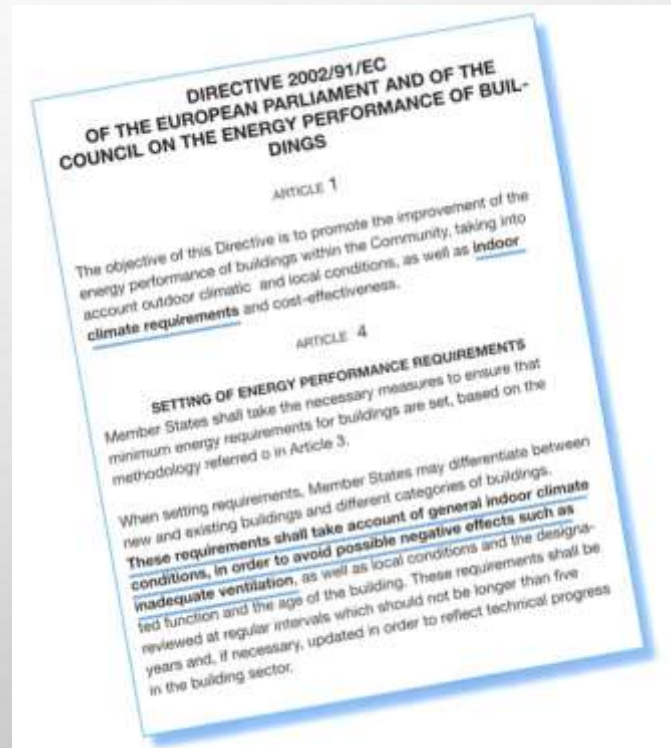 DIRECTIVE 2002/91/EC
OF THE EUROPEAN PARLIAMENT AND OF THE
COUNCIL ON THE ENERGY PERFORMANCE OF BUIL-
DINGS
ARTICLE 1
The objective of this Directive is to promote the improvement of the
energy performance of buildings within the Community, taking into
account outdoor climatic and local conditions, as well as indoor
climate requirements and cost-effectiveness.
ARTICLE 4
SETTING OF ENERGY PERFORMANCE REQUIREMENTS
Member States shall take the necessary measures to ensure that
minimum energy requirements for buildings are set, based on the
methodology referred o in Article 3.
When setting requirements, Member States may differentiate between
new and existing buildings and different categories of buildings.
These requirements shall take account of general indoor climate
conditions, in order to avoid possible negative effects such as
inadequate ventilation, as well as local conditions and the designa-
ted function and the age of the building. These requirements shall be
reviewed at regular intervals which should not be longer than five
years and, if necessary, updated in order to reflect technical progress
in the building sector.